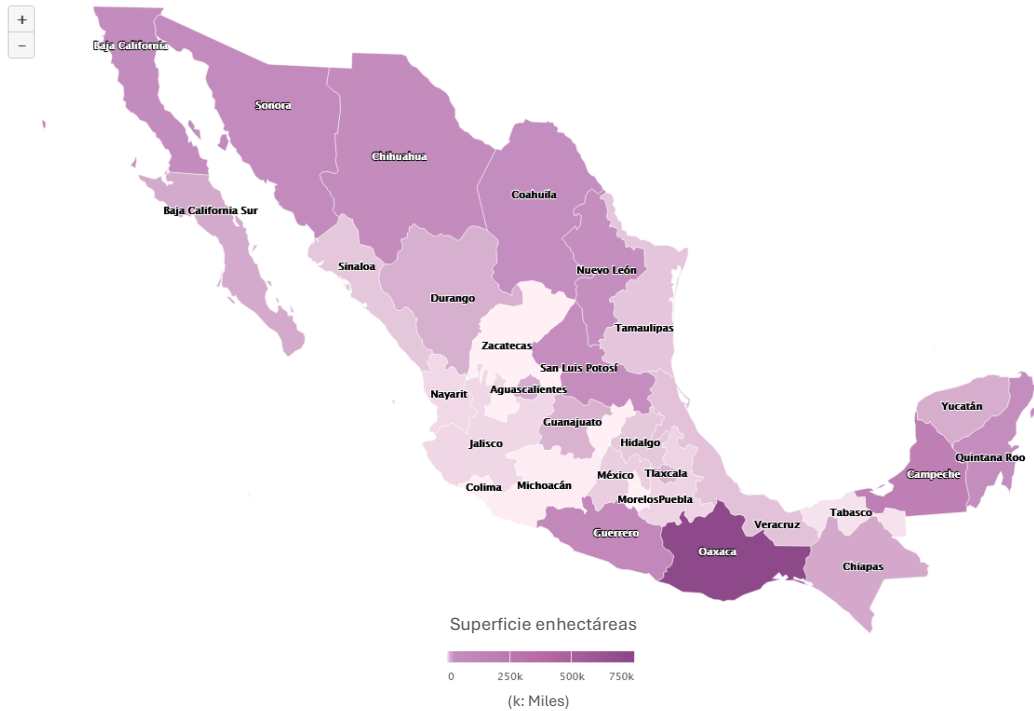 +
−
Baja California
Sonora
Chihuahua
Coahuila
Baja California Sur
Sinaloa
Nuevo León
Durango
Tamaulipas
Zacatecas
San Luis Potosí
Nayarit
Aguascalientes
Yucatán
Guanajuato
Jalisco
Hidalgo
Quintana Roo
México
Tlaxcala
Campeche
Colima
Michoacán
Morelos
Puebla
Tabasco
Veracruz
Guerrero
Oaxaca
Chiapas
Superficie enhectáreas
0 250k 500k 750k
(k: Miles)